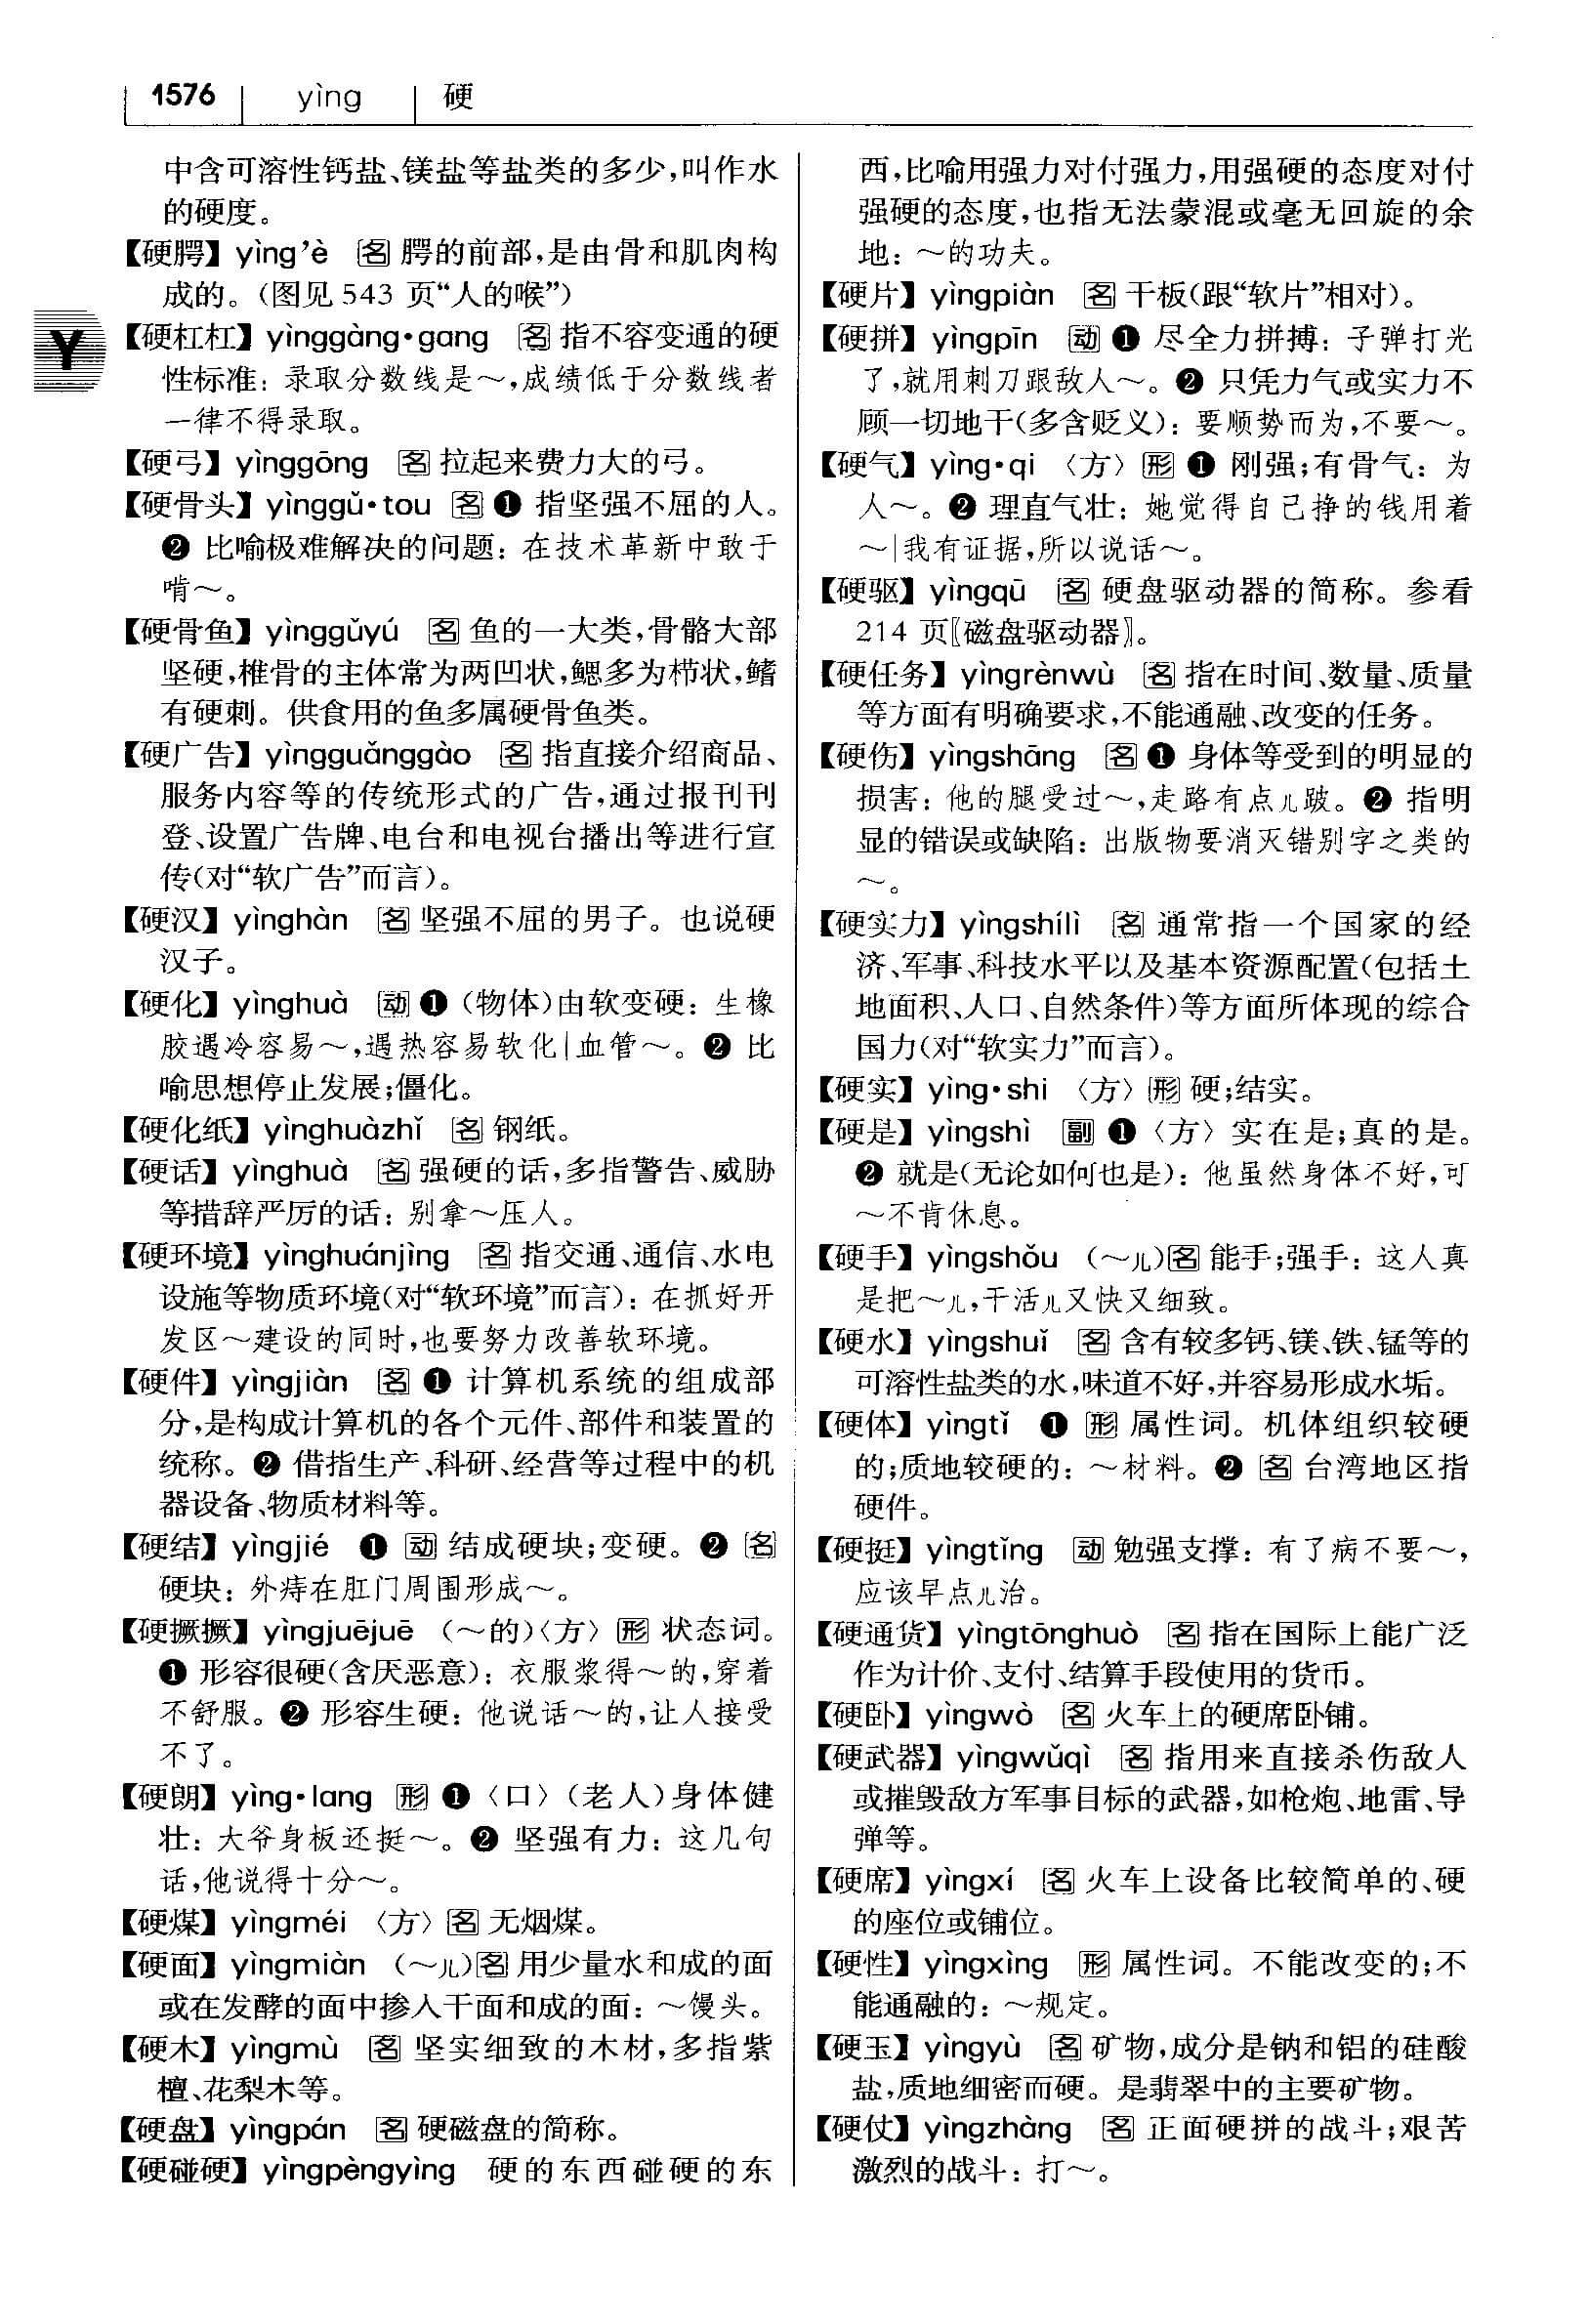 1576 yìng 硬
中含可溶性钙盐、镁盐等盐类的多少,叫作水
的硬度。
【硬腭】 yìng’è 名 腭的前部,是由骨和肌肉构
成的。(图见 543 页“人的喉”)
Y
【硬杠杠】 yìnggàng•gang 名 指不容变通的硬
性标准: 录取分数线是～,成绩低于分数线者
一律不得录取。
【硬弓】 yìnggōng 名 拉起来费力大的弓。
【硬骨头】 yìnggǔ•tou 名 ❶ 指坚强不屈的人。
❷ 比喻极难解决的问题: 在技术革新中敢于
啃～。
【硬骨鱼】 yìnggǔyú 名 鱼的一大类,骨骼大部
坚硬,椎骨的主体常为两凹状,鳃多为栉状,鳍
有硬刺。供食用的鱼多属硬骨鱼类。
【硬广告】 yìngguǎnggào 名 指直接介绍商品、
服务内容等的传统形式的广告,通过报刊刊
登、设置广告牌、电台和电视台播出等进行宣
传(对“软广告”而言)。
【硬汉】 yìnghàn 名 坚强不屈的男子。也说硬
汉子。
【硬化】 yìnghuà 动 ❶ (物体)由软变硬: 生橡
胶遇冷容易～,遇热容易软化|血管～。❷ 比
喻思想停止发展;僵化。
【硬化纸】 yìnghuàzhǐ 名 钢纸。
【硬话】 yìnghuà 名 强硬的话,多指警告、威胁
等措辞严厉的话: 别拿～压人。
【硬环境】 yìnghuánjìng 名 指交通、通信、水电
设施等物质环境(对“软环境”而言): 在抓好开
发区～建设的同时,也要努力改善软环境。
【硬件】 yìngjiàn 名 ❶ 计算机系统的组成部
分,是构成计算机的各个元件、部件和装置的
统称。❷ 借指生产、科研、经营等过程中的机
器设备、物质材料等。
【硬结】 yìngjié ❶ 动 结成硬块;变硬。❷ 名
硬块: 外痔在肛门周围形成～。
【硬撅撅】 yìngjuējuē (～的)〈方〉 形 状态词。
❶ 形容很硬(含厌恶意): 衣服浆得～的,穿着
不舒服。❷ 形容生硬: 他说话～的,让人接受
不了。
【硬朗】 yìng•lang 形 ❶〈口〉(老人)身体健
壮: 大爷身板还挺～。❷ 坚强有力: 这几句
话,他说得十分～。
【硬煤】 yìngméi 〈方〉 名 无烟煤。
【硬面】 yìngmiàn (～儿)名 用少量水和成的面
或在发酵的面中掺入干面和成的面: ～馒头。
【硬木】 yìngmù 名 坚实细致的木材,多指紫
檀、花梨木等。
【硬盘】 yìngpán 名 硬磁盘的简称。
【硬碰硬】 yìngpèngyìng 硬的东西碰硬的东
西,比喻用强力对付强力,用强硬的态度对付
强硬的态度,也指无法蒙混或毫无回旋的余
地: ～的功夫。
【硬片】 yìngpiàn 名 干板(跟“软片”相对)。
【硬拼】 yìngpīn 动 ❶ 尽全力拼搏: 子弹打光
了,就用刺刀跟敌人～。❷ 只凭力气或实力不
顾一切地干(多含贬义): 要顺势而为,不要～。
【硬气】 yìng•qi 〈方〉 形 ❶ 刚强;有骨气: 为
人～。❷ 理直气壮: 她觉得自己挣的钱用着
～|我有证据,所以说话～。
【硬驱】 yìngqū 名 硬盘驱动器的简称。参看
214 页〖磁盘驱动器〗。
【硬任务】 yìngrènwù 名 指在时间、数量、质量
等方面有明确要求,不能通融、改变的任务。
【硬伤】 yìngshāng 名 ❶ 身体等受到的明显的
损害: 他的腿受过～,走路有点儿跛。❷ 指明
显的错误或缺陷: 出版物要消灭错别字之类的
～。
【硬实力】 yìngshílì 名 通常指一个国家的经
济、军事、科技水平以及基本资源配置(包括土
地面积、人口、自然条件)等方面所体现的综合
国力(对“软实力”而言)。
【硬实】 yìng•shi 〈方〉 形 硬;结实。
【硬是】 yìngshì 副 ❶〈方〉 实在是;真的是。
❷ 就是(无论如何也是): 他虽然身体不好,可
～不肯休息。
【硬手】 yìngshǒu (～儿)名 能手;强手: 这人真
是把～儿,干活儿又快又细致。
【硬水】 yìngshuǐ 名 含有较多钙、镁、铁、锰等的
可溶性盐类的水,味道不好,并容易形成水垢。
【硬体】 yìngtǐ ❶ 形 属性词。机体组织较硬
的;质地较硬的: ～材料。❷ 名 台湾地区指
硬件。
【硬挺】 yìngtǐng 动 勉强支撑: 有了病不要～,
应该早点儿治。
【硬通货】 yìngtōnghuò 名 指在国际上能广泛
作为计价、支付、结算手段使用的货币。
【硬卧】 yìngwò 名 火车上的硬席卧铺。
【硬武器】 yìngwǔqì 名 指用来直接杀伤敌人
或摧毁敌方军事目标的武器,如枪炮、地雷、导
弹等。
【硬席】 yìngxí 名 火车上设备比较简单的、硬
的座位或铺位。
【硬性】 yìngxìng 形 属性词。不能改变的;不
能通融的: ～规定。
【硬玉】 yìngyù 名 矿物,成分是钠和铝的硅酸
盐,质地细密而硬。是翡翠中的主要矿物。
【硬仗】 yìngzhàng 名 正面硬拼的战斗;艰苦
激烈的战斗: 打～。